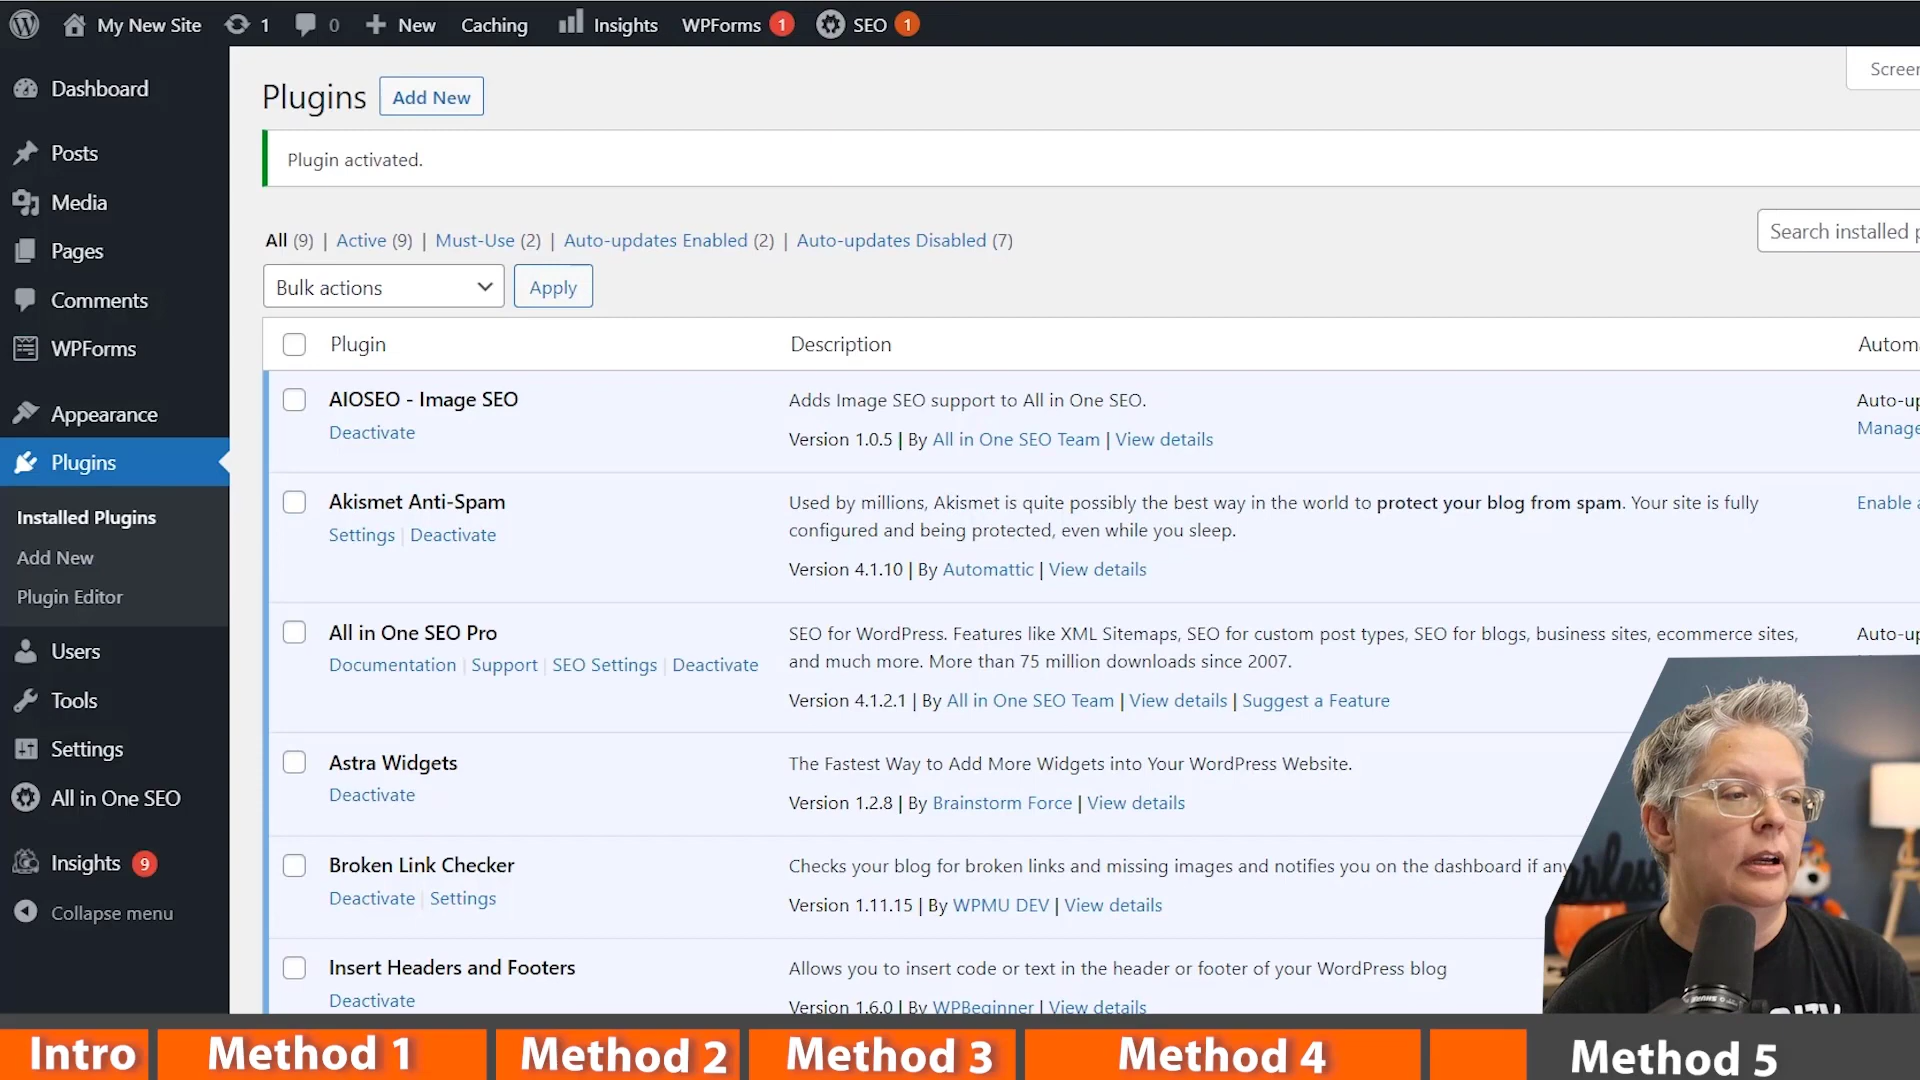 My New Site 1 0 New Caching Insights WPForms 1 SEO 1
Dashboard
Posts
Media
Pages
Comments
WPForms
Appearance
Plugins
Installed Plugins
Add New
Plugin Editor
Users
Tools
Settings
All in One SEO
Insights 9
Collapse menu
Plugins Add New
Plugin activated.
All (9) | Active (9) | Must-Use (2) | Auto-updates Enabled (2) | Auto-updates Disabled (7)
Search installed
Bulk actions Apply
Plugin Description
AIOSEO - Image SEO
Deactivate
Adds Image SEO support to All in One SEO.
Version 1.0.5 | By All in One SEO Team | View details
Manage
Akismet Anti-Spam
Settings | Deactivate
Used by millions, Akismet is quite possibly the best way in the world to protect your blog from spam. Your site is fully
configured and being protected, even while you sleep.
Version 4.1.10 | By Automattic | View details
Enable
All in One SEO Pro
Documentation | Support | SEO Settings | Deactivate
SEO for WordPress. Features like XML Sitemaps, SEO for custom post types, SEO for blogs, business sites, ecommerce sites,
and much more. More than 75 million downloads since 2007.
Version 4.1.2.1 | By All in One SEO Team | View details | Suggest a Feature
Astra Widgets
Deactivate
The Fastest Way to Add More Widgets into Your WordPress Website.
Version 1.2.8 | By Brainstorm Force | View details
Broken Link Checker
Deactivate | Settings
Checks your blog for broken links and missing images and notifies you on the dashboard if any
Version 1.11.15 | By WPMU DEV | View details
Insert Headers and Footers
Deactivate
Allows you to insert code or text in the header or footer of your WordPress blog
Version 1.6.0 | By WPBeginner | View details
Intro Method 1 Method 2 Method 3 Method 4 Method 5